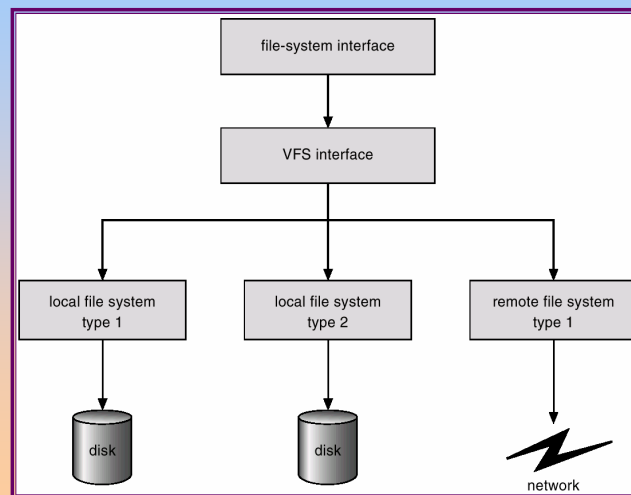 file-system interface
VFS interface
local file system
type 1
local file system
type 2
remote file system
type 1
disk
disk
network